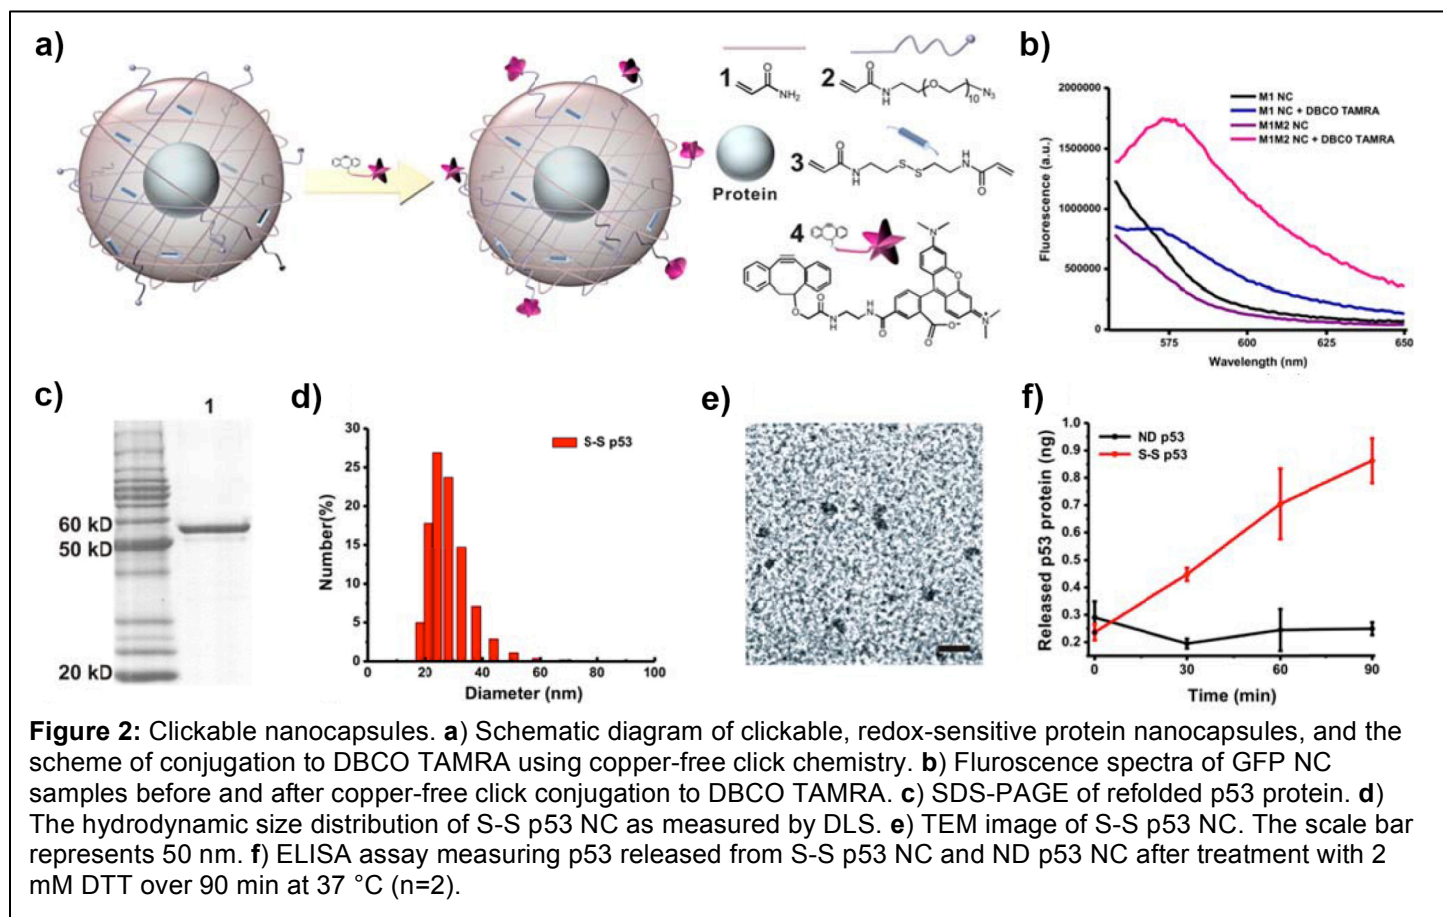 a)
1
2
NH2
O
N
H
O
10
N3
Protein
3
O
N
H
S
S
H
N
O
4
O
O
N
H
H
N
O
N
O
N+
O
O-
b)
2000000
1500000
1000000
500000
0
Fluorescence (a.u.)
M1 NC
M1 NC + DBCO TAMRA
M1M2 NC
M1M2 NC + DBC0 TAMRA
575
600
625
650
Wavelength (nm)
c)
1
60 kD
50 kD
20 kD
d)
30
25
20
15
10
5
0
Number(%)
S-S p53
0
20
40
60
80
100
Diameter (nm)
e)
f)
1.0
0.9
0.8
0.7
0.6
0.5
0.4
0.3
0.2
Released p53 protein (ng)
ND p53
S-S p53
0
30
60
90
Time (min)
Figure 2: Clickable nanocapsules. a) Schematic diagram of clickable, redox-sensitive protein nanocapsules, and the
scheme of conjugation to DBCO TAMRA using copper-free click chemistry. b) Fluroscence spectra of GFP NC
samples before and after copper-free click conjugation to DBCO TAMRA. c) SDS-PAGE of refolded p53 protein. d)
The hydrodynamic size distribution of S-S p53 NC as measured by DLS. e) TEM image of S-S p53 NC. The scale bar
represents 50 nm. f) ELISA assay measuring p53 released from S-S p53 NC and ND p53 NC after treatment with 2
mM DTT over 90 min at 37 °C (n=2).